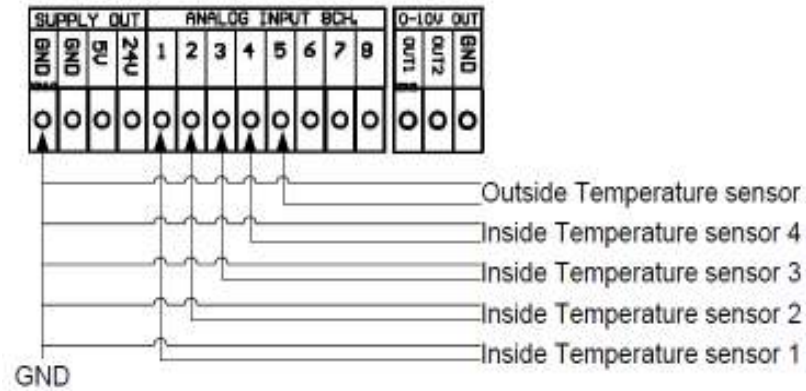 SUPPLY OUT ANALOG INPUT 8CH. 0-10V OUT
GND GND 5V 24V 1 2 3 4 5 6 7 8 OUT1 OUT2 GND
Outside Temperature sensor
Inside Temperature sensor 4
Inside Temperature sensor 3
Inside Temperature sensor 2
Inside Temperature sensor 1
GND